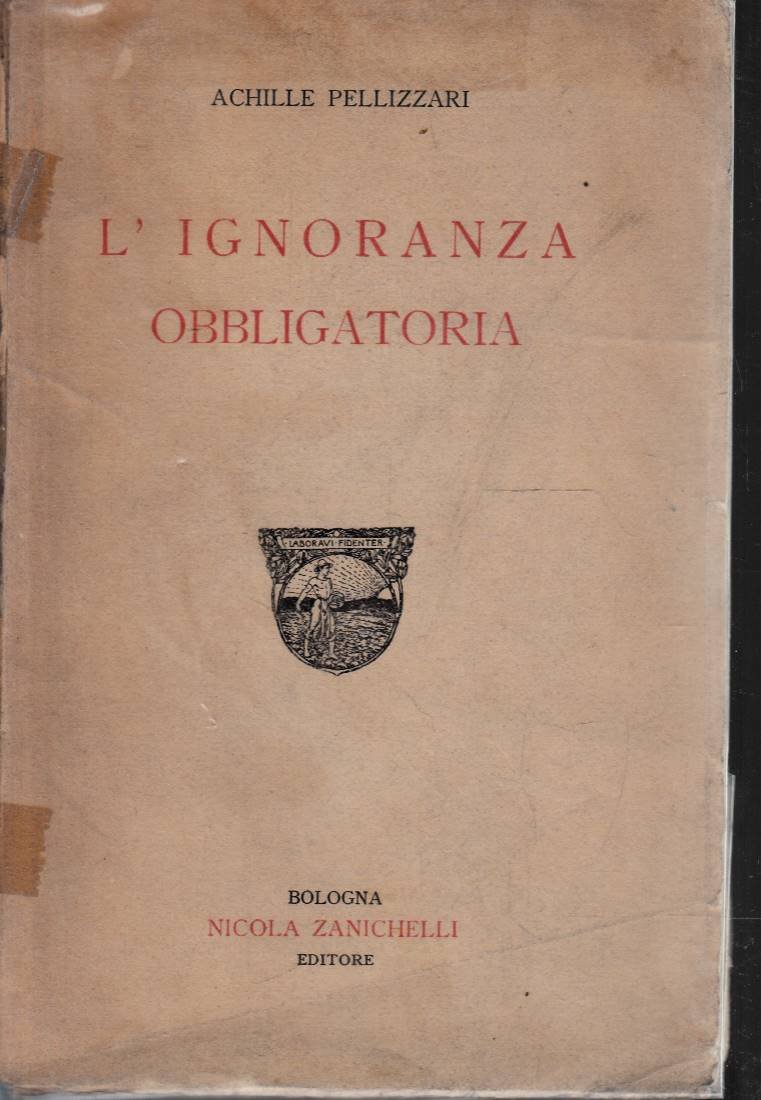 ACHILLE PELLIZZARI
L' IGNORANZA
OBBLIGATORIA
· LABORAVI · FIDENTER ·
BOLOGNA
NICOLA ZANICHELLI
EDITORE